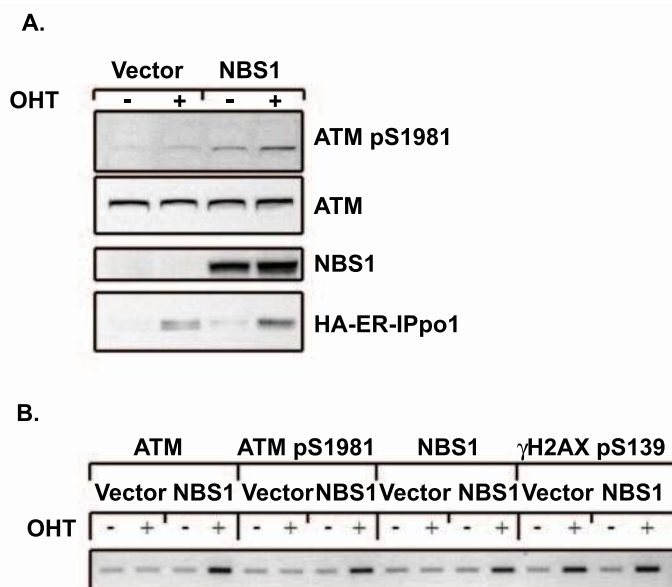 A.
Vector NBS1
OHT - + - +
ATM pS1981
ATM
NBS1
HA-ER-IPpo1
B.
ATM ATM pS1981 NBS1 γH2AX pS139
Vector NBS1 Vector NBS1 Vector NBS1 Vector NBS1
OHT - + - + - + - + - + - + - + - +